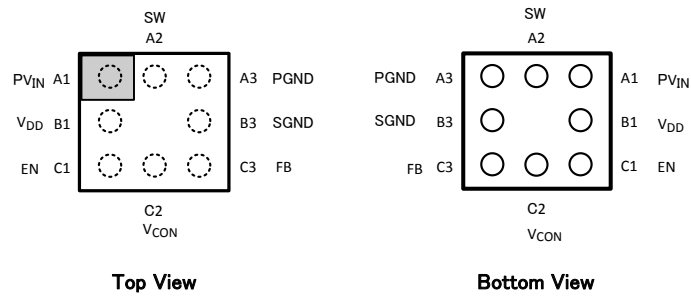 SW
A2
PVIN A1
A3 PGND
VDD B1
B3 SGND
EN C1
C3 FB
C2
VCON
Top View
SW
A2
PGND A3
A1 PVIN
SGND B3
B1 VDD
FB C3
C1 EN
C2
VCON
Bottom View